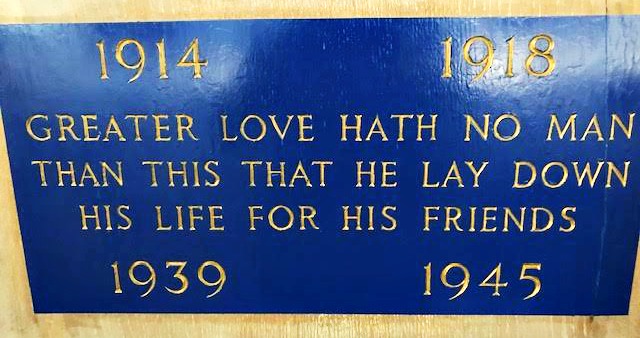 1914 1918
GREATER LOVE HATH NO MAN
THAN THIS THAT HE LAY DOWN
HIS LIFE FOR HIS FRIENDS
1939 1945